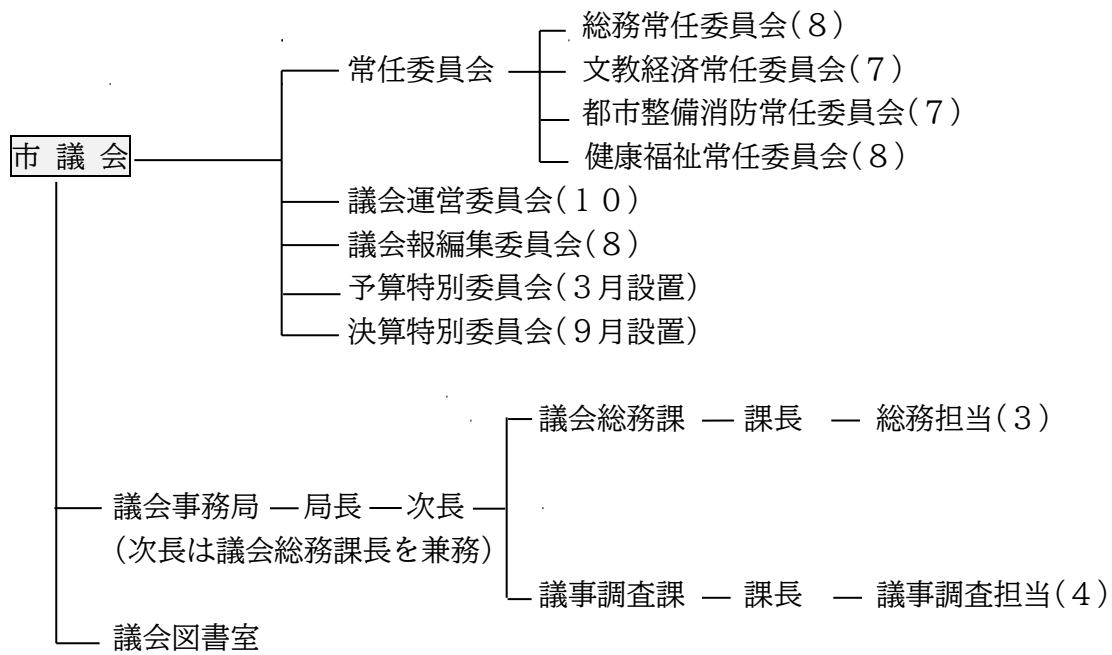 総務常任委員会(８)
常任委員会
文教経済常任委員会(７)
都市整備消防常任委員会(７)
市 議 会
健康福祉常任委員会(８)
議会運営委員会(１０)
議会報編集委員会(８)
予算特別委員会(３月設置)
決算特別委員会(９月設置)
議会総務課 ― 課長 ― 総務担当(３)
議会事務局 ― 局長 ― 次長
(次長は議会総務課長を兼務)
議事調査課 ― 課長 ― 議事調査担当(４)
議会図書室